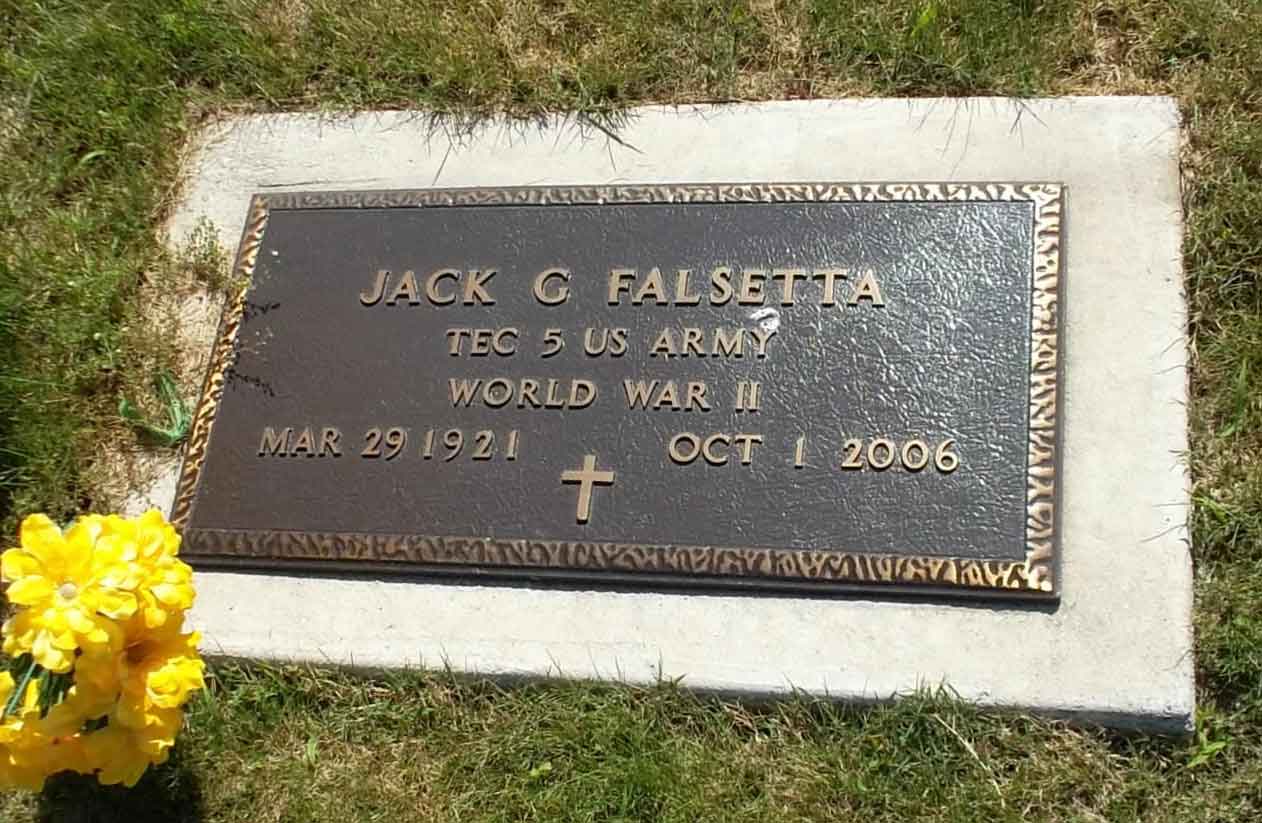 JACK G FALSETTA
TEC 5 US ARMY
WORLD WAR II
MAR 29 1921 OCT 1 2006